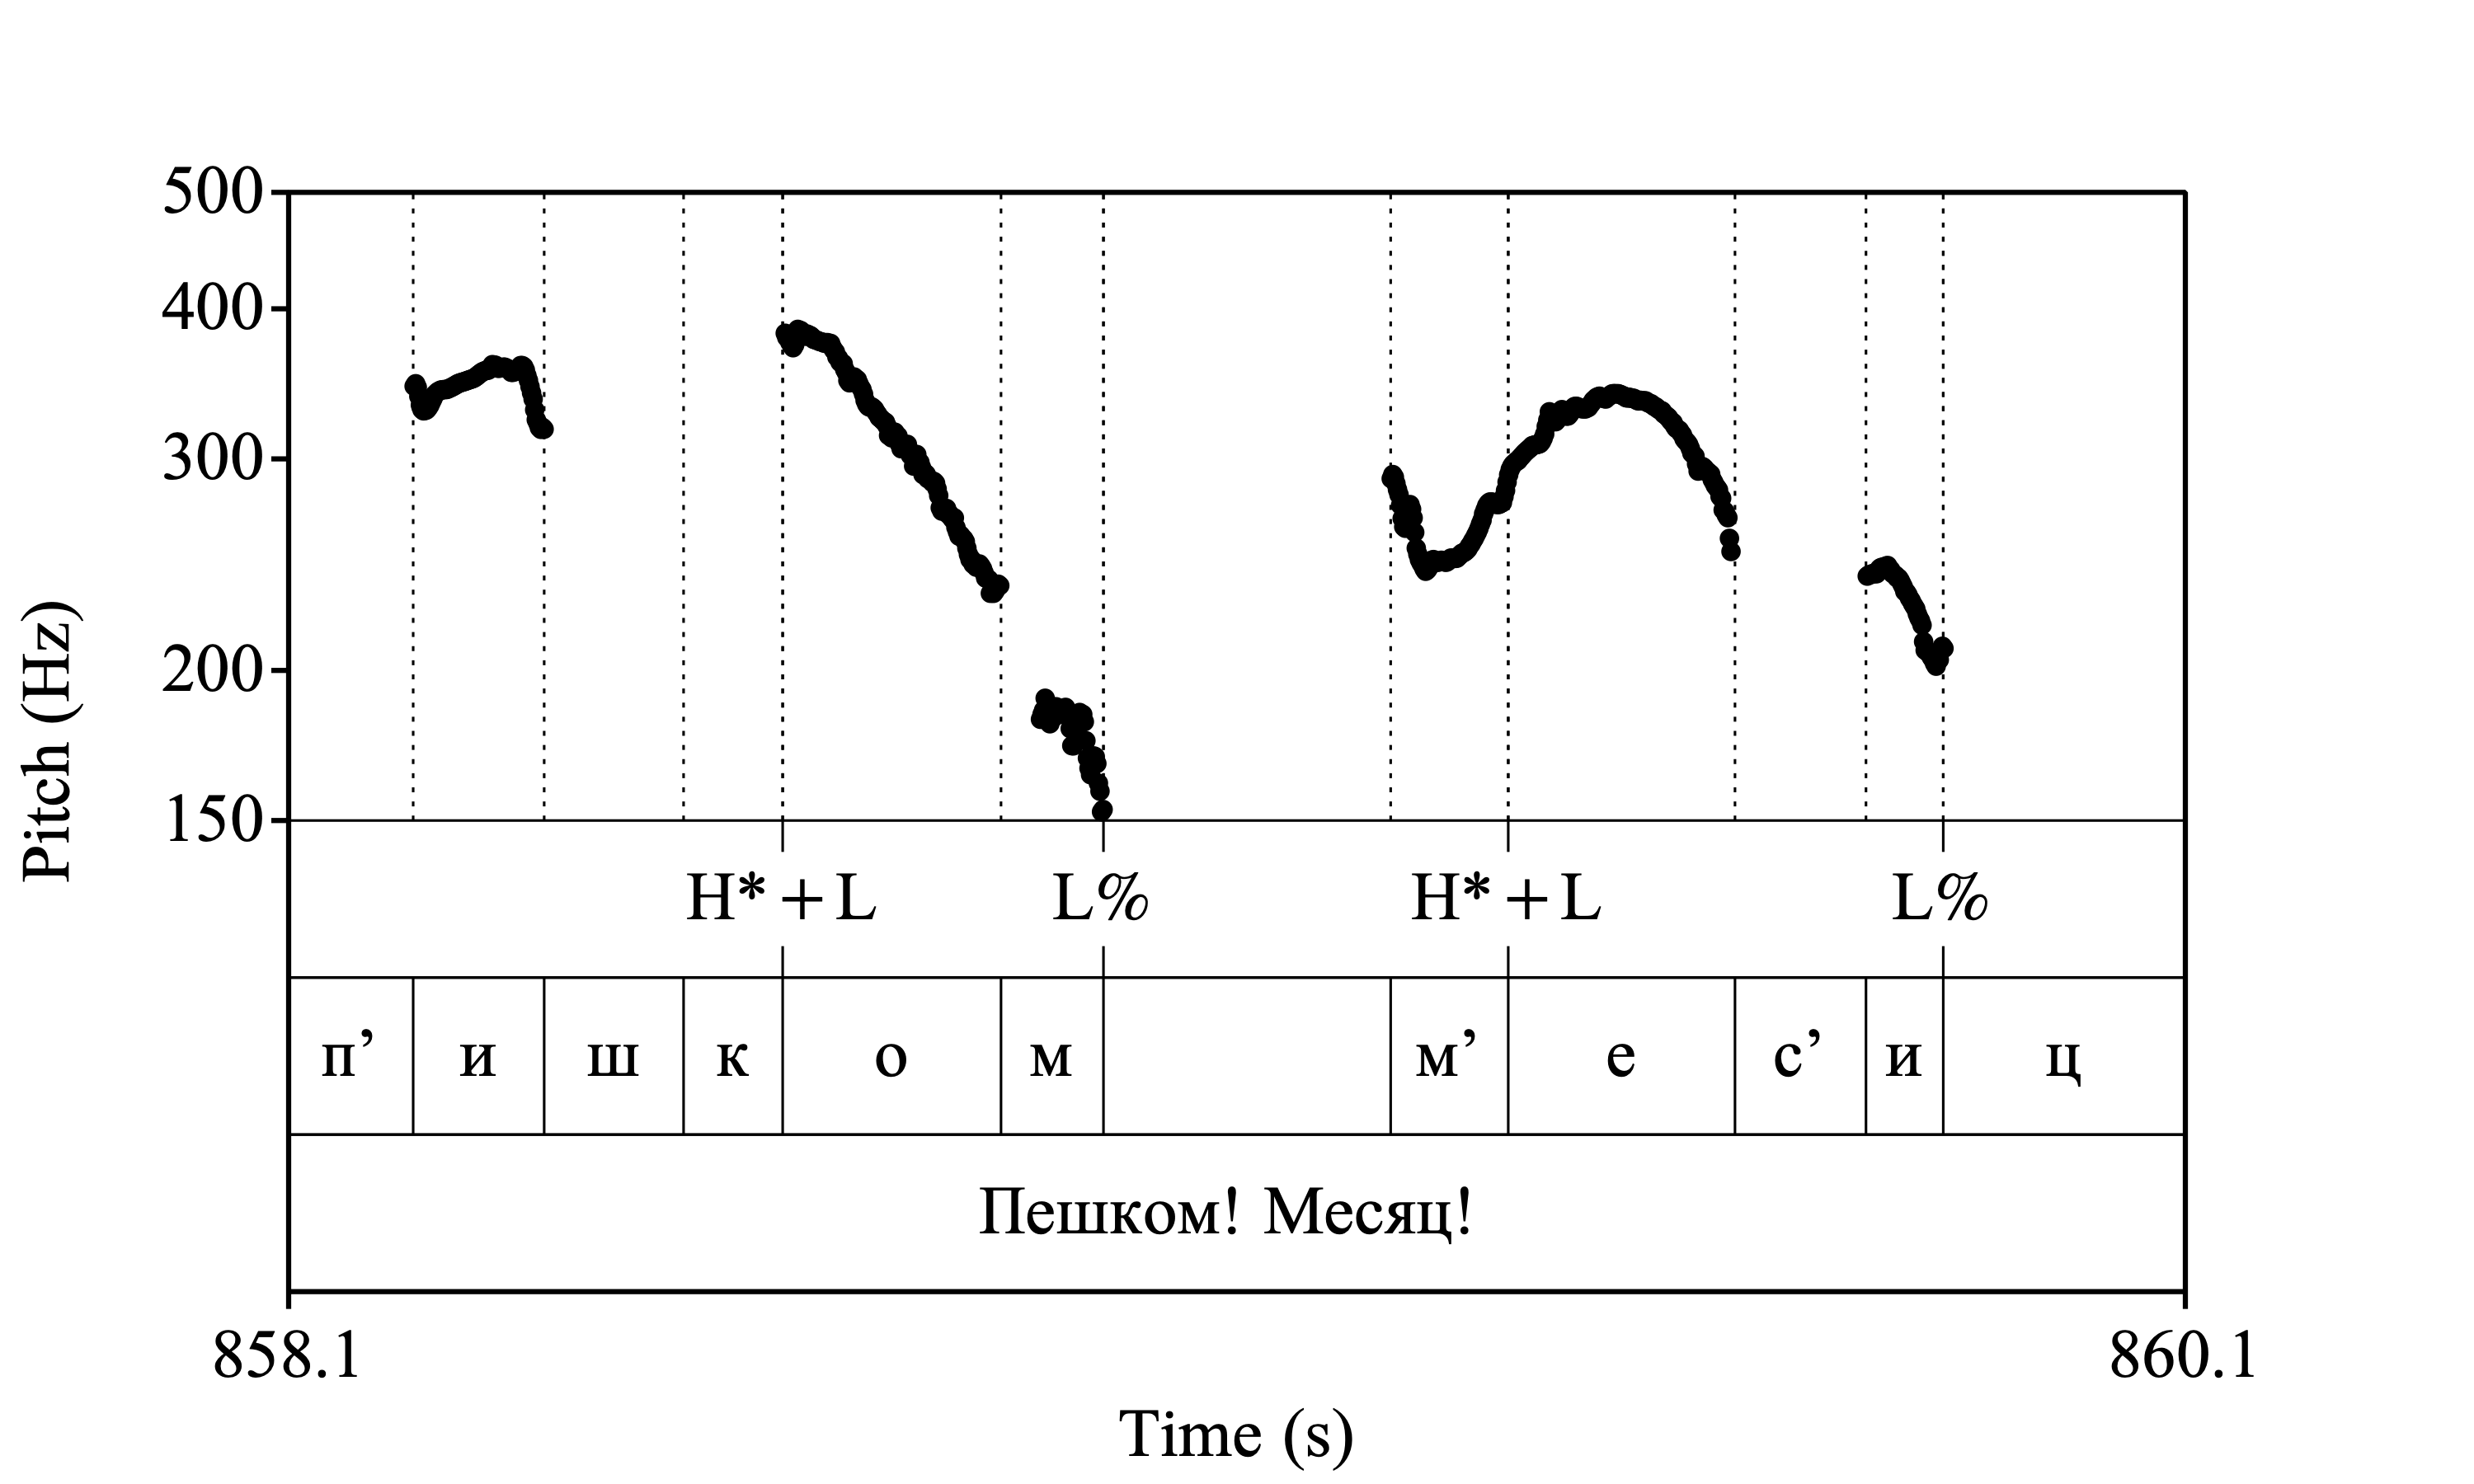 500
400
300
200
150
Pitch (Hz)
H*+L L% H*+L L%
п’ и ш к о м м’ е с’ и ц
Пешком! Месяц!
858.1 860.1
Time (s)